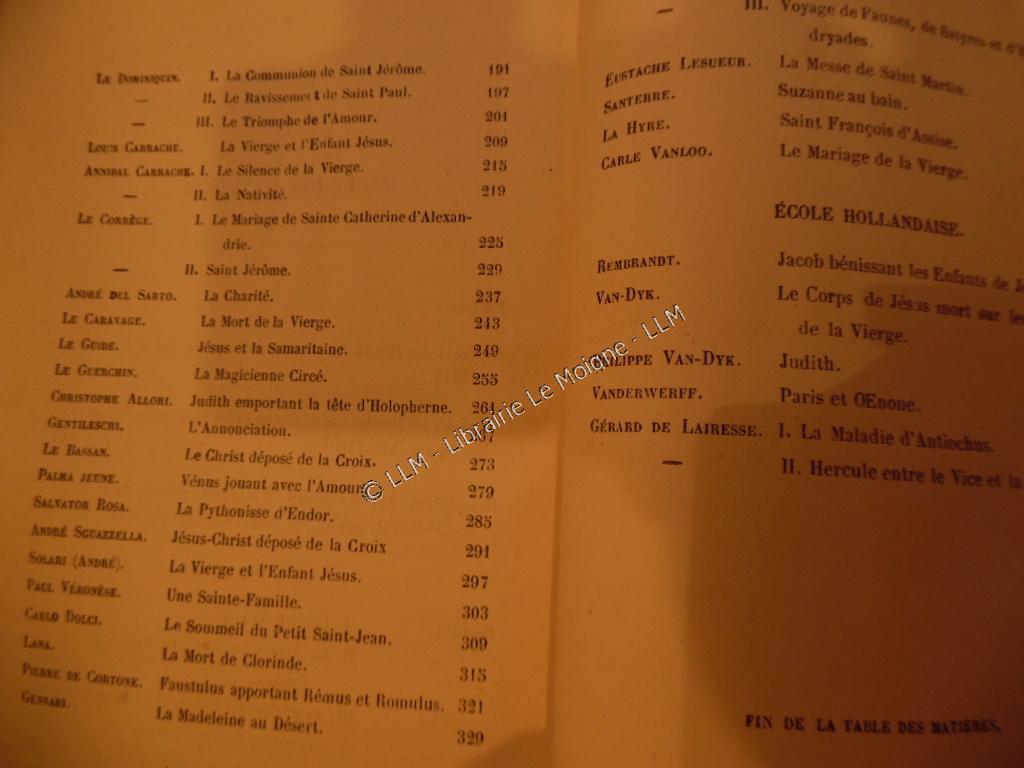 LE DOMINIQUIN. I. La Communion de Saint Jérôme. 191
— II. Le Ravissement de Saint Paul. 197
— III. Le Triomphe de l'Amour. 201
LOUIS CARRACHE. La Vierge et l'Enfant Jésus. 209
ANNIBAL CARRACHE. I. Le Silence de la Vierge. 215
— II. La Nativité. 219
LE CORRÈGE. I. Le Mariage de Sainte Catherine d'Alexan-
drie. 225
— II. Saint Jérôme. 229
ANDRÉ DEL SARTO. La Charité. 237
LE CARAVAGE. La Mort de la Vierge. 243
LE GUIDE. Jésus et la Samaritaine. 249
LE GUERCHIN. La Magicienne Circé. 255
CHRISTOPHE ALLORI. Judith emportant la tête d'Holopherne. 261
GENTILESCHI. L'Annonciation.
LE BASSAN. Le Christ déposé de la Croix. 273
PALMA JEUNE. Vénus jouant avec l'Amour 279
SALVATOR ROSA. La Pythonisse d'Endor. 285
ANDRÉ SGUAZZELLA. Jésus-Christ déposé de la Croix 291
SOLARI (ANDRÉ). La Vierge et l'Enfant Jésus. 297
PAUL VÉRONÈSE. Une Sainte-Famille. 303
CARLO DOLCI. Le Sommeil du Petit Saint-Jean. 309
LANA. La Mort de Clorinde. 315
PIERRE DE CORTONE. Faustulus apportant Rémus et Romulus. 321
GENNARI. La Madeleine au Désert. 329
— III. Voyage de Faunes, de Satyres et d'H
dryades.
EUSTACHE LESUEUR. La Messe de Saint Martin.
SANTERRE. Suzanne au bain.
LA HYRE. Saint François d'Assise.
CARLE VANLOO. Le Mariage de la Vierge.
ÉCOLE HOLLANDAISE.
REMBRANDT. Jacob bénissant les Enfants de J
VAN-DYK. Le Corps de Jésus mort sur les
de la Vierge.
PHILIPPE VAN-DYK. Judith.
VANDERWERFF. Paris et OEnone.
GÉRARD DE LAIRESSE. I. La Maladie d'Antiochus.
— II. Hercule entre le Vice et la
FIN DE LA TABLE DES MATIÈRES.
© LLM - Librairie Le Moigne - LLM